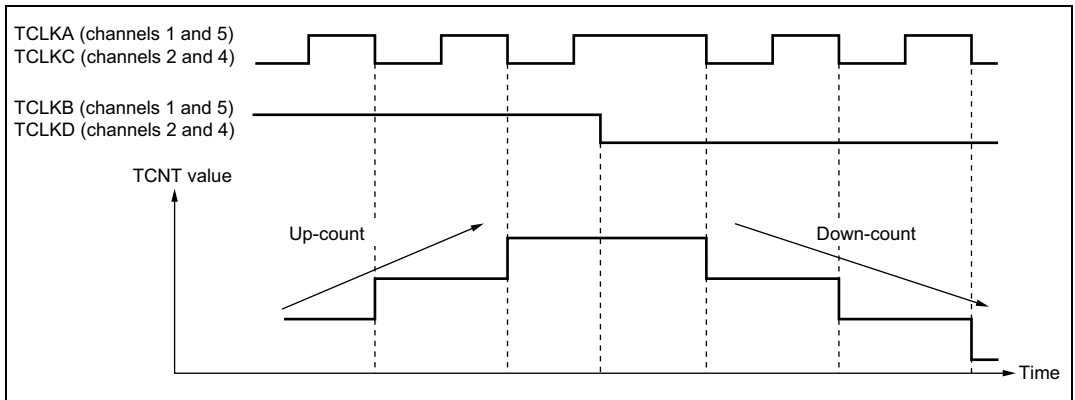 TCLKA (channels 1 and 5)
TCLKC (channels 2 and 4)
TCLKB (channels 1 and 5)
TCLKD (channels 2 and 4)
TCNT value
Up-count
Down-count
Time